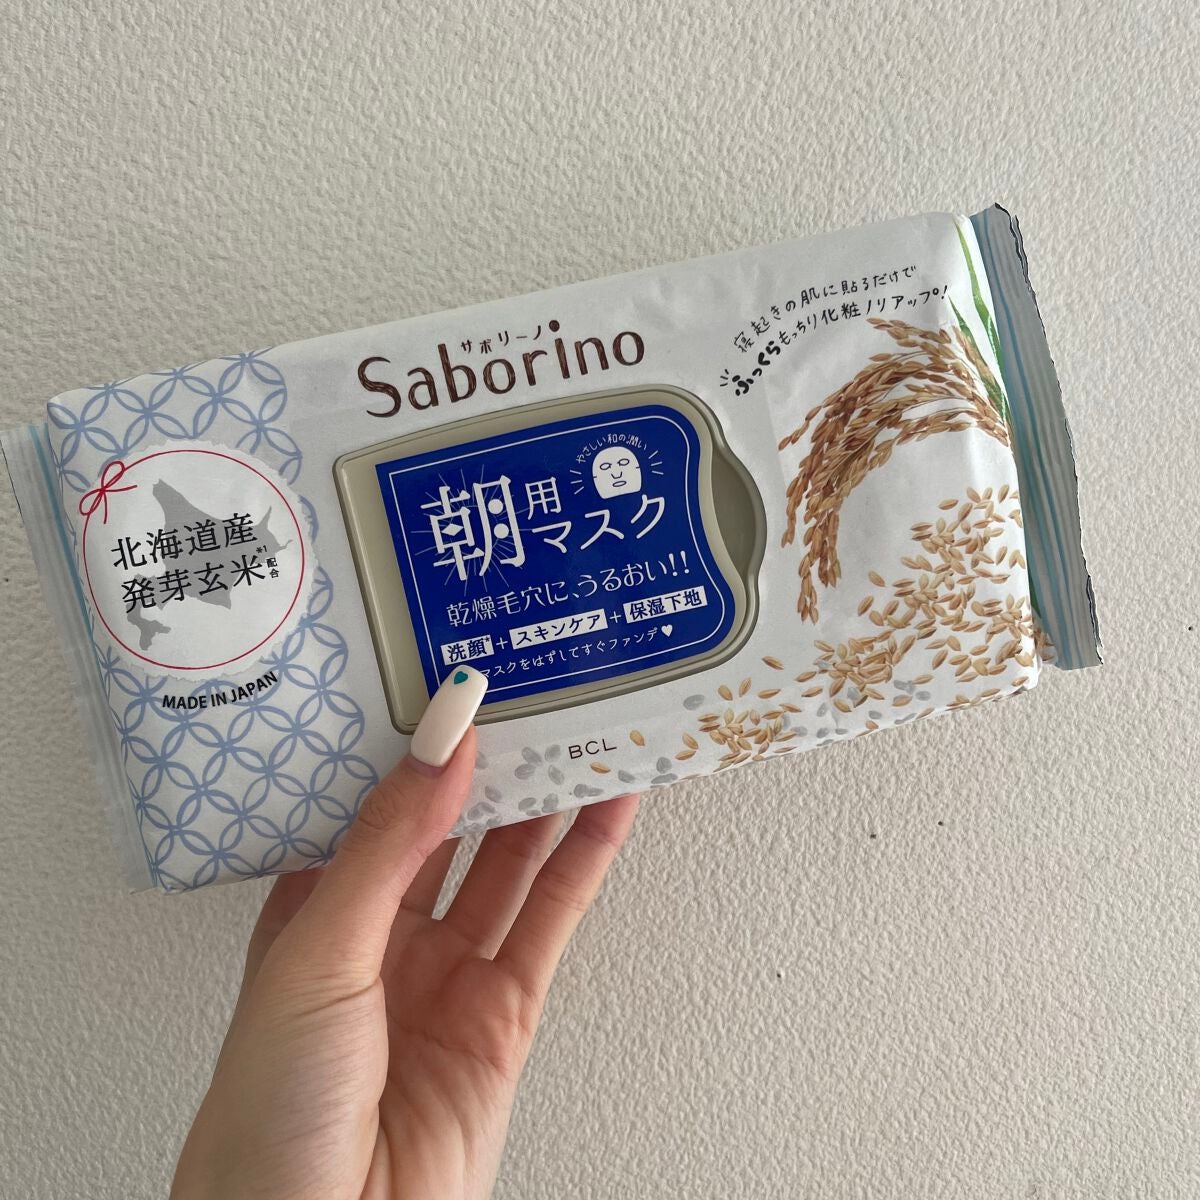 サボリーノ
Saborino
寝起きの肌に貼るだけで
ふっくらもっちり化粧ノリアップ!
北海道産
発芽玄米*1配合
MADE IN JAPAN
やさしい和の潤い
朝用マスク
乾燥毛穴に、うるおい!!
洗顔*+スキンケア+保湿下地
マスクをはずしてすぐファンデ♥
BCL